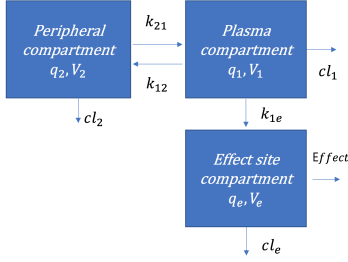 Peripheral
compartment
q₂,V₂
k₂₁
k₁₂
Plasma
compartment
q₁,V₁
cl₁
cl₂
k₁ₑ
Effect site
compartment
qₑ,Vₑ
Effect
clₑ